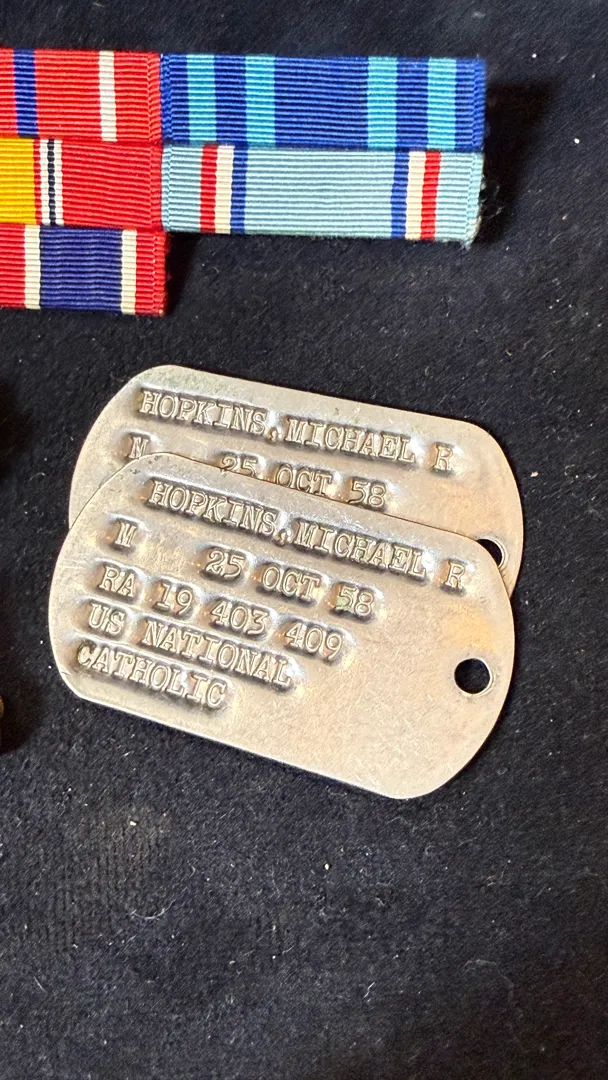 HOPKINS, MICHAEL R
M 25 OCT 58
HOPKINS, MICHAEL R
M 25 OCT 58
RA 19 403 409
US NATIONAL
CATHOLIC